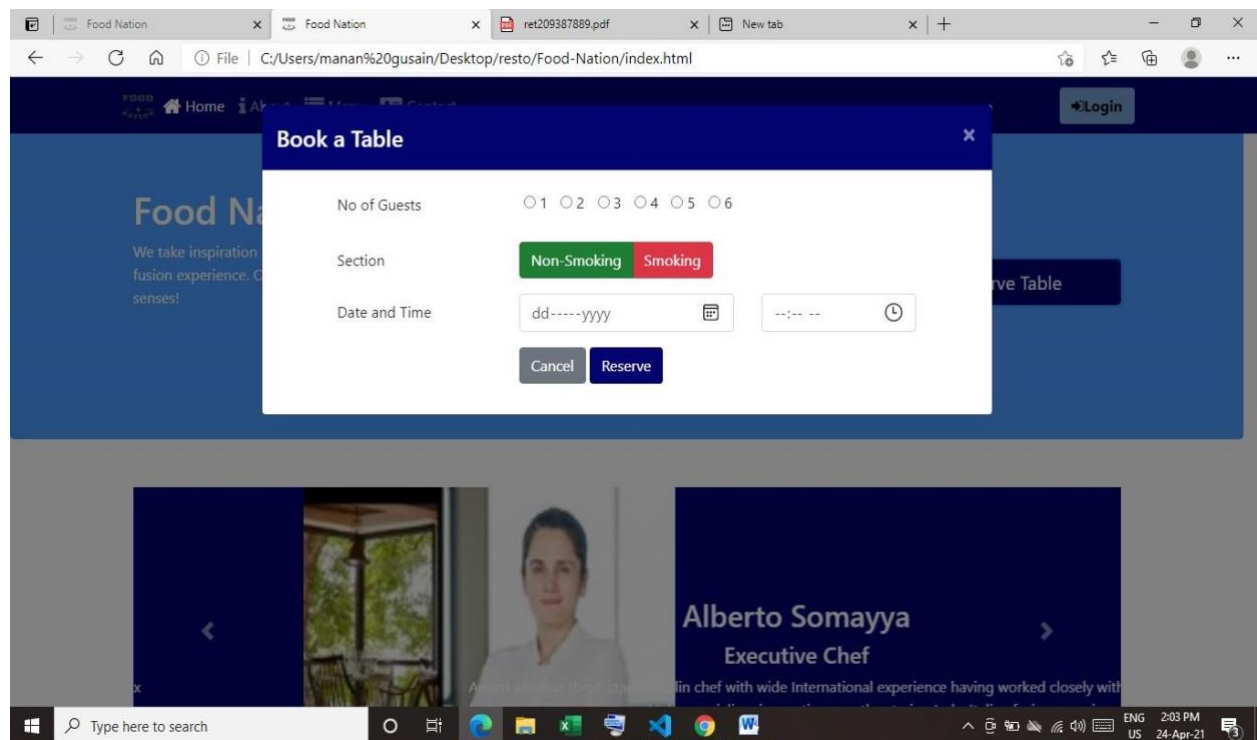 Food Nation
Food Nation
ret209387889.pdf
New tab
File
C:/Users/manan%20gusain/Desktop/resto/Food-Nation/index.html
FOOD
Home
Login
Book a Table
×
No of Guests
1 2 3 4 5 6
Section
Non-Smoking Smoking
Date and Time
dd-----yyyy
--:-- --
Cancel Reserve
Food Na
We take inspiration
fusion experience.
senses!
rve Table
Alberto Somayya
Executive Chef
lin chef with wide International experience having worked closely with
x
Type here to search
ENG
US
2:03 PM
24-Apr-21
3